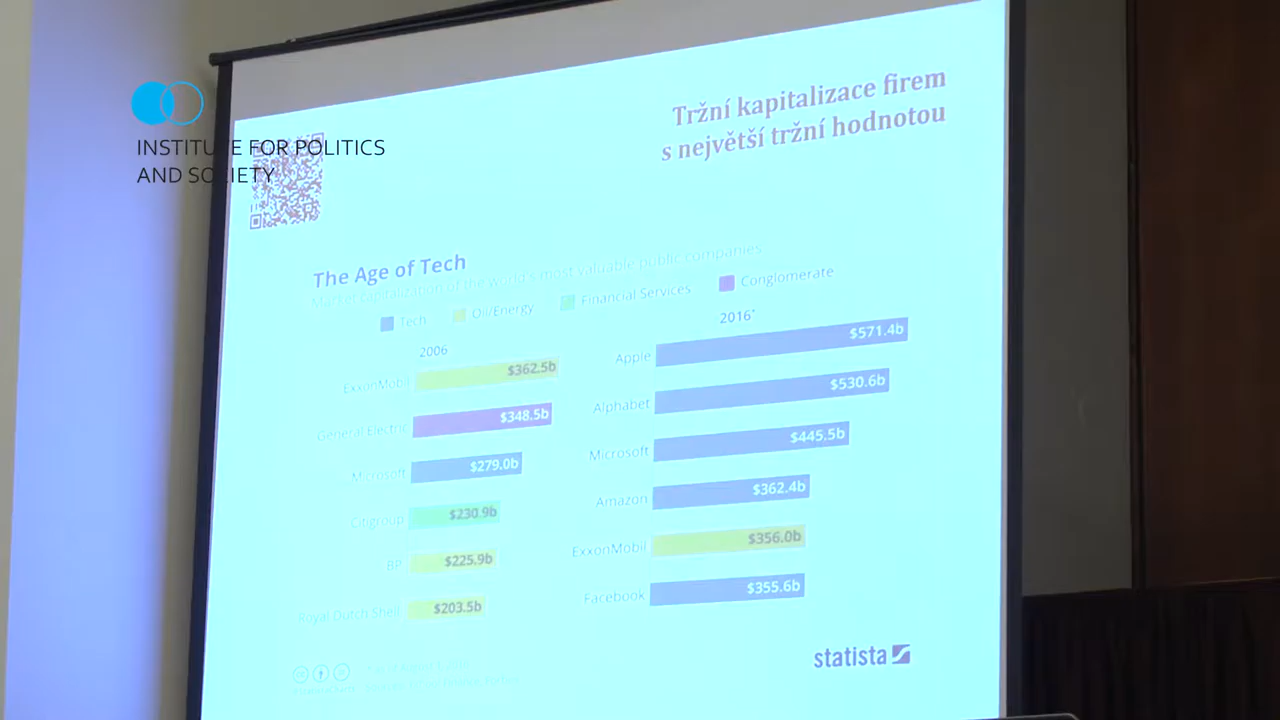 INSTITUTE FOR POLITICS
AND SOCIETY
Tržní kapitalizace firem
s největší tržní hodnotou
The Age of Tech
Market capitalization of the world's most valuable public companies
Tech
Oil/Energy
Financial Services
Conglomerate
2006
ExxonMobil $362.5b
General Electric $348.5b
Microsoft $279.0b
Citigroup $230.9b
BP $225.9b
Royal Dutch Shell $203.5b
2016*
Apple $571.4b
Alphabet $530.6b
Microsoft $445.5b
Amazon $362.4b
ExxonMobil $356.0b
Facebook $355.6b
statista